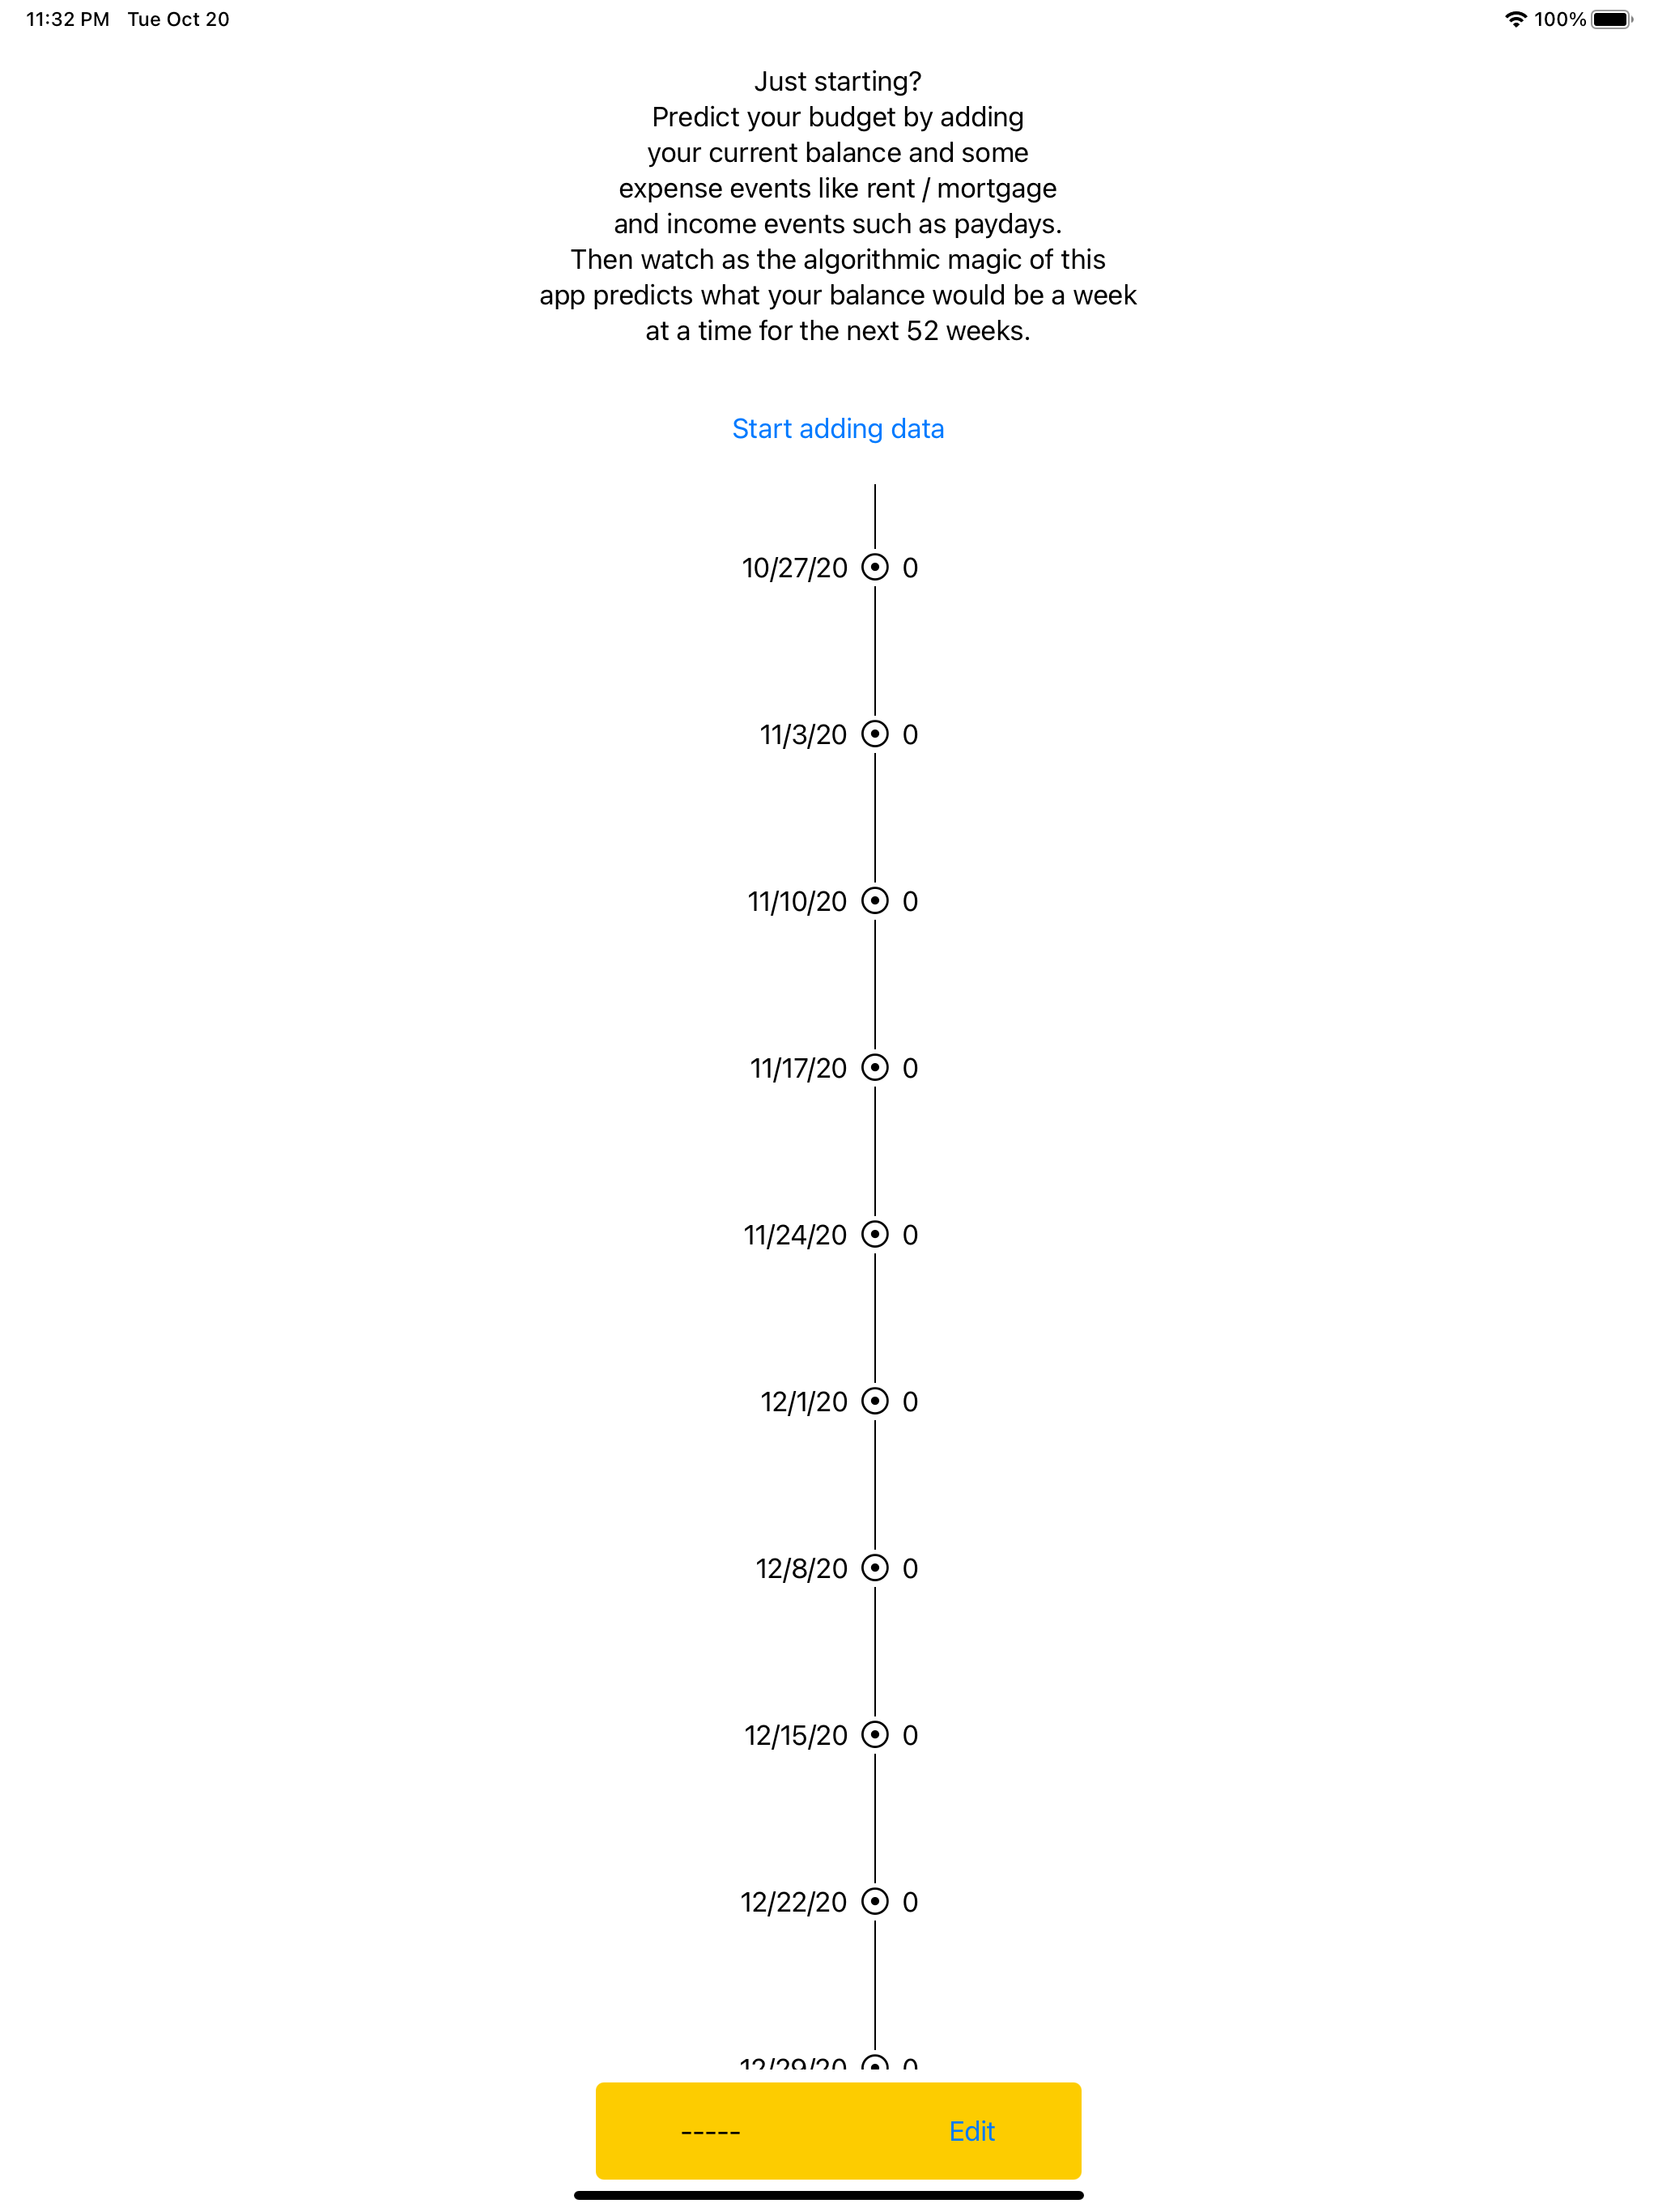 11:32 PM Tue Oct 20 100%
Just starting?
Predict your budget by adding
your current balance and some
expense events like rent / mortgage
and income events such as paydays.
Then watch as the algorithmic magic of this
app predicts what your balance would be a week
at a time for the next 52 weeks.
Start adding data
10/27/20 0
11/3/20 0
11/10/20 0
11/17/20 0
11/24/20 0
12/1/20 0
12/8/20 0
12/15/20 0
12/22/20 0
12/29/20 0
----- Edit